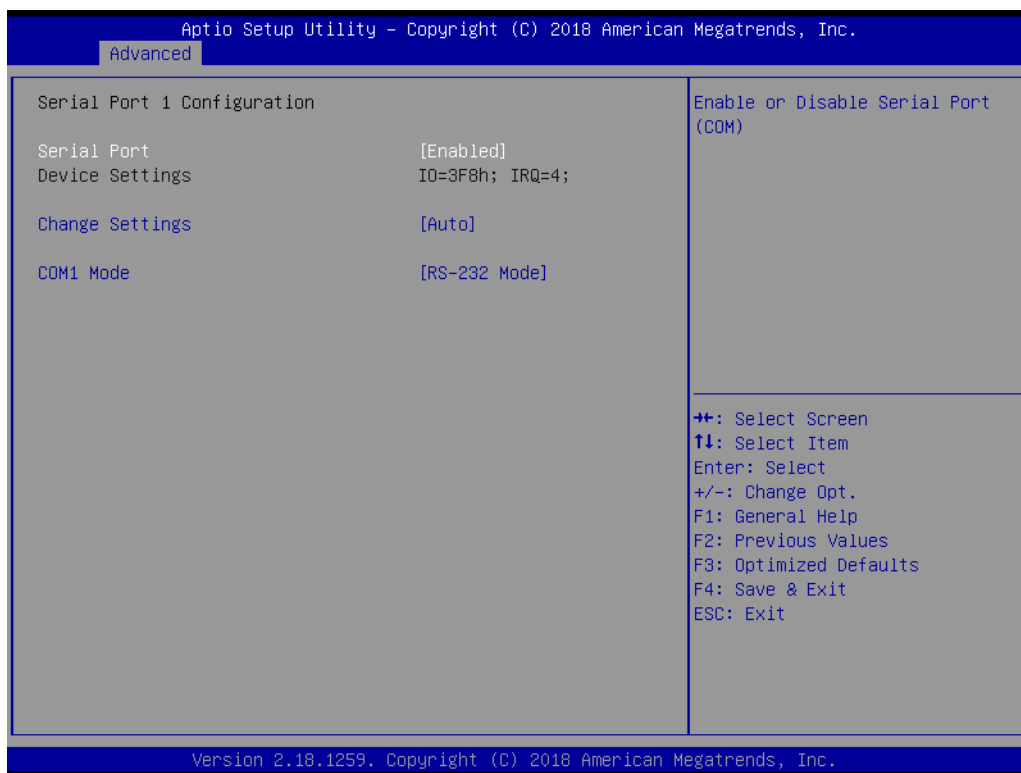 Aptio Setup Utility – Copyright (C) 2018 American Megatrends, Inc.
Advanced
Serial Port 1 Configuration
Serial Port [Enabled]
Device Settings IO=3F8h; IRQ=4;
Change Settings [Auto]
COM1 Mode [RS-232 Mode]
Enable or Disable Serial Port
(COM)
→←: Select Screen
↑↓: Select Item
Enter: Select
+/-: Change Opt.
F1: General Help
F2: Previous Values
F3: Optimized Defaults
F4: Save & Exit
ESC: Exit
Version 2.18.1259. Copyright (C) 2018 American Megatrends, Inc.